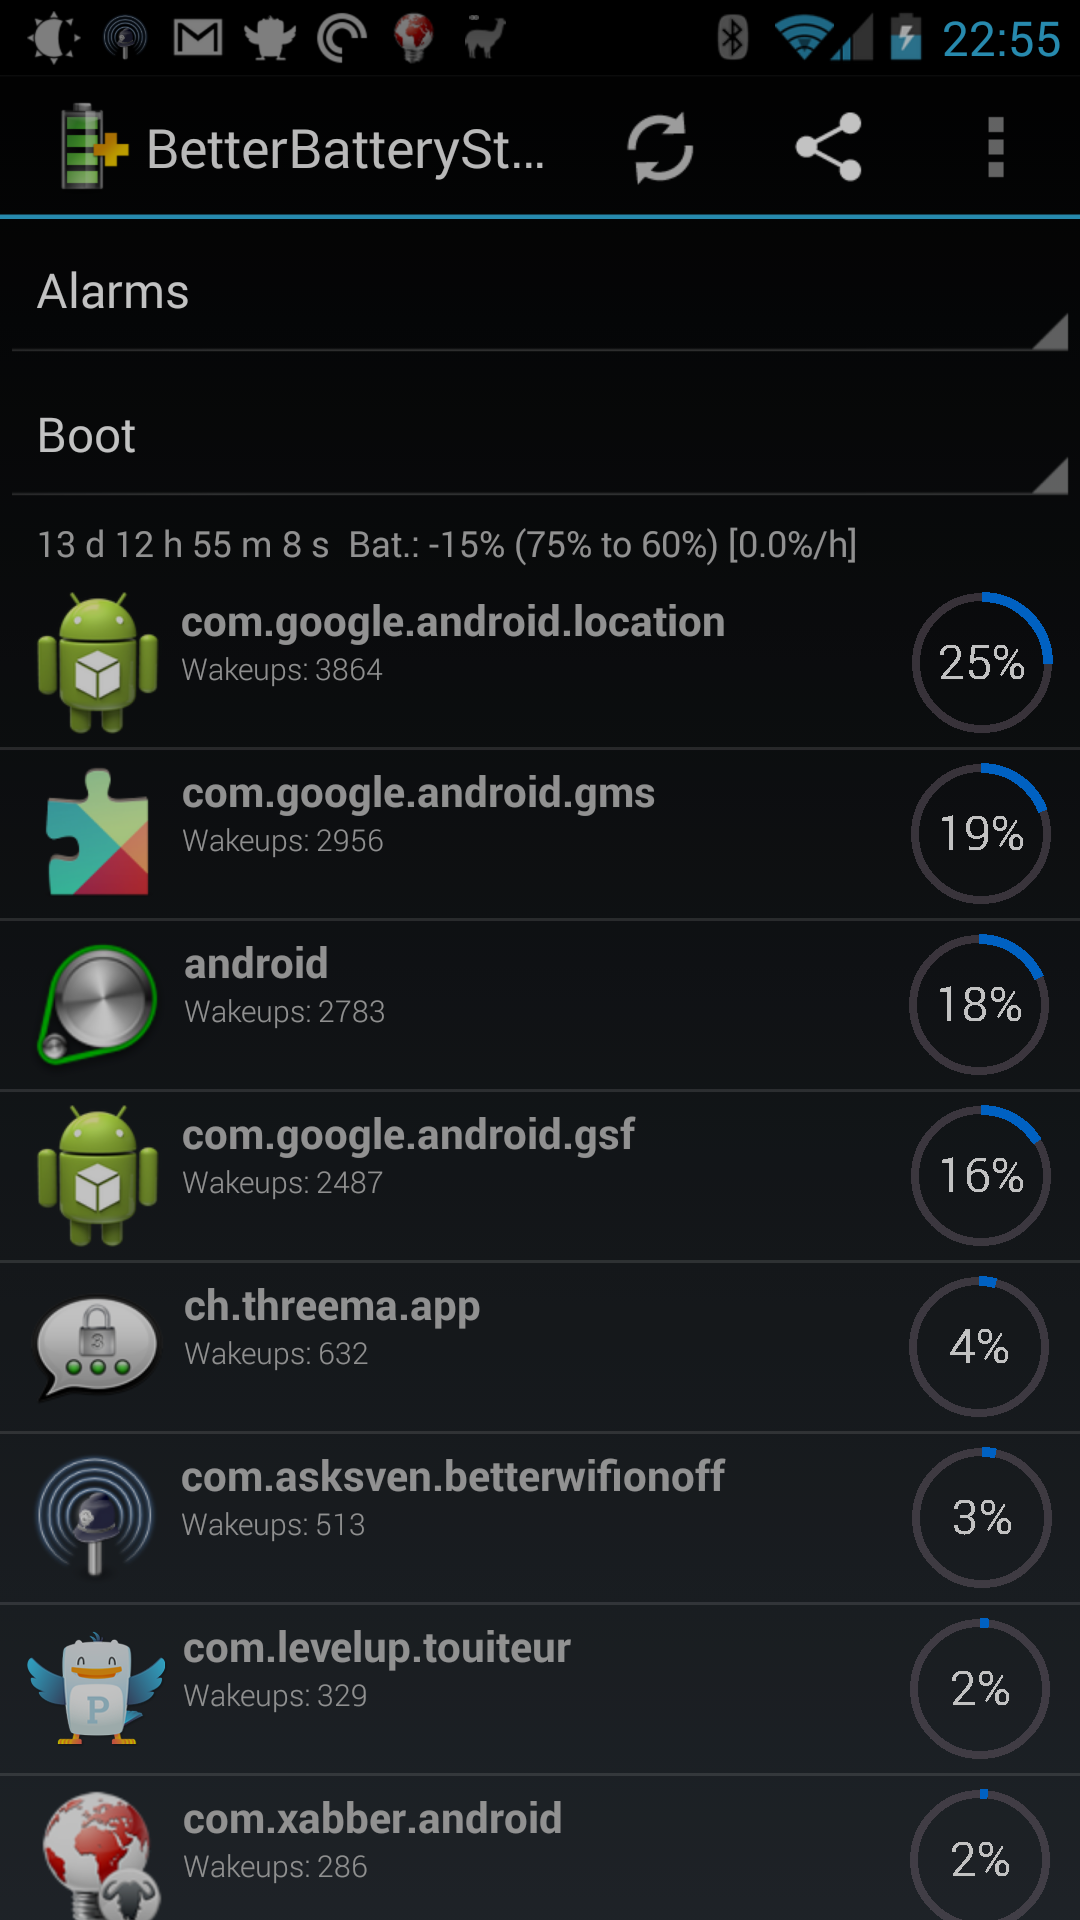 22:55
BetterBatterySt...
Alarms
Boot
13 d 12 h 55 m 8 s  Bat.: -15% (75% to 60%) [0.0%/h]
com.google.android.location
Wakeups: 3864
25%
com.google.android.gms
Wakeups: 2956
19%
android
Wakeups: 2783
18%
com.google.android.gsf
Wakeups: 2487
16%
ch.threema.app
Wakeups: 632
4%
com.asksven.betterwifionoff
Wakeups: 513
3%
com.levelup.touiteur
Wakeups: 329
2%
P
com.xabber.android
Wakeups: 286
2%